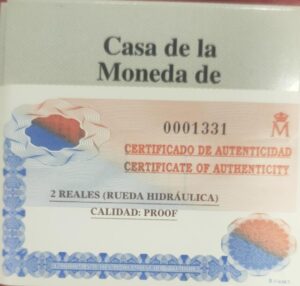 Casa de la
Moneda de
0001331
M
CERTIFICADO DE AUTENTICIDAD
CERTIFICATE OF AUTHENTICITY
2 REALES (RUEDA HIDRÁULICA)
CALIDAD: PROOF